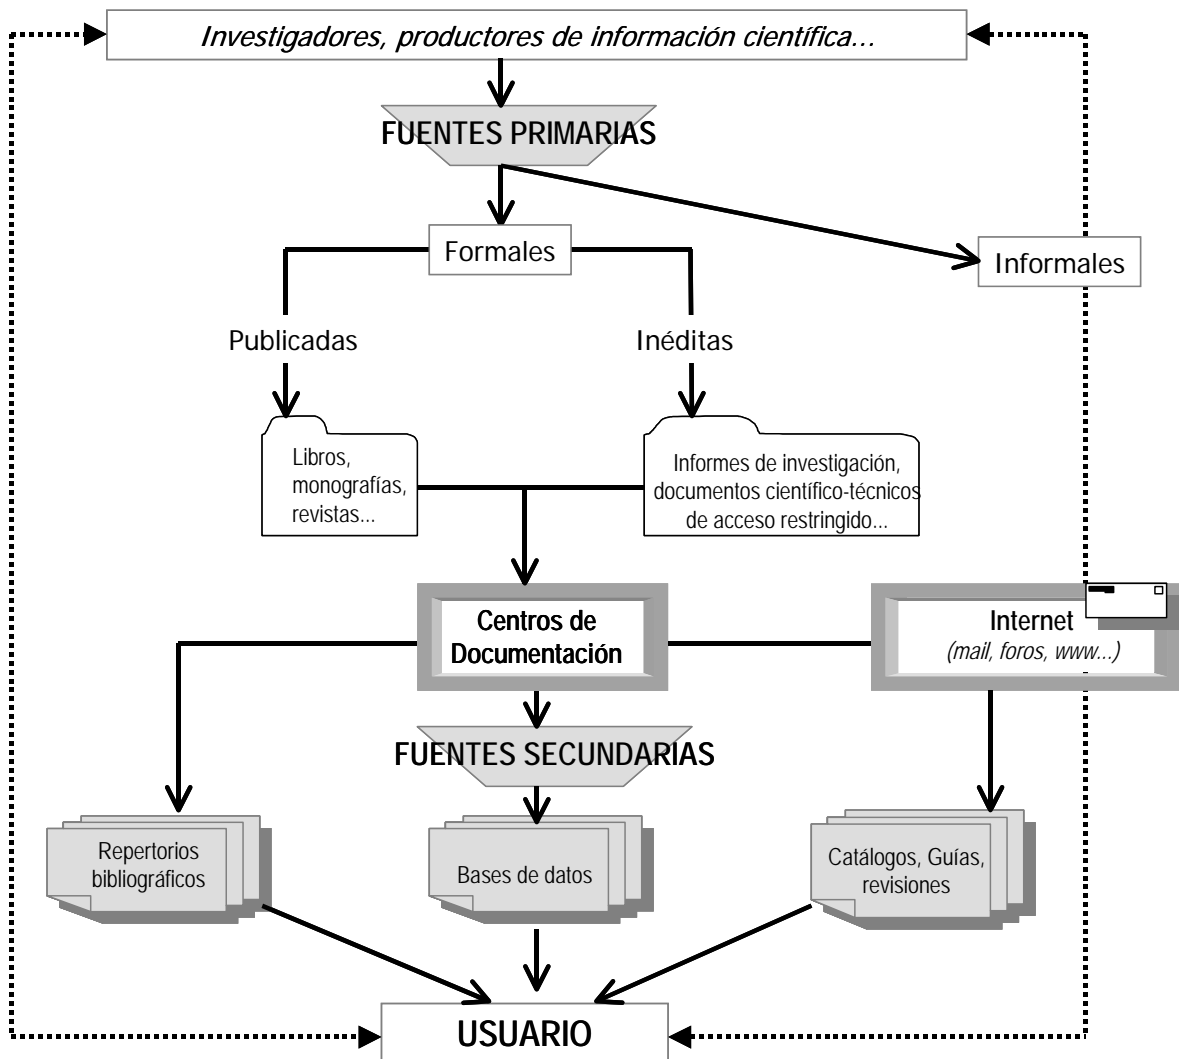 Investigadores, productores de información científica...
FUENTES PRIMARIAS
Formales
Informales
Publicadas
Inéditas
Libros,
monografías,
revistas...
Informes de investigación,
documentos científico-técnicos
de acceso restringido...
Centros de
Documentación
Internet
(mail, foros, www...)
FUENTES SECUNDARIAS
Repertorios
bibliográficos
Bases de datos
Catálogos, Guías,
revisiones
USUARIO